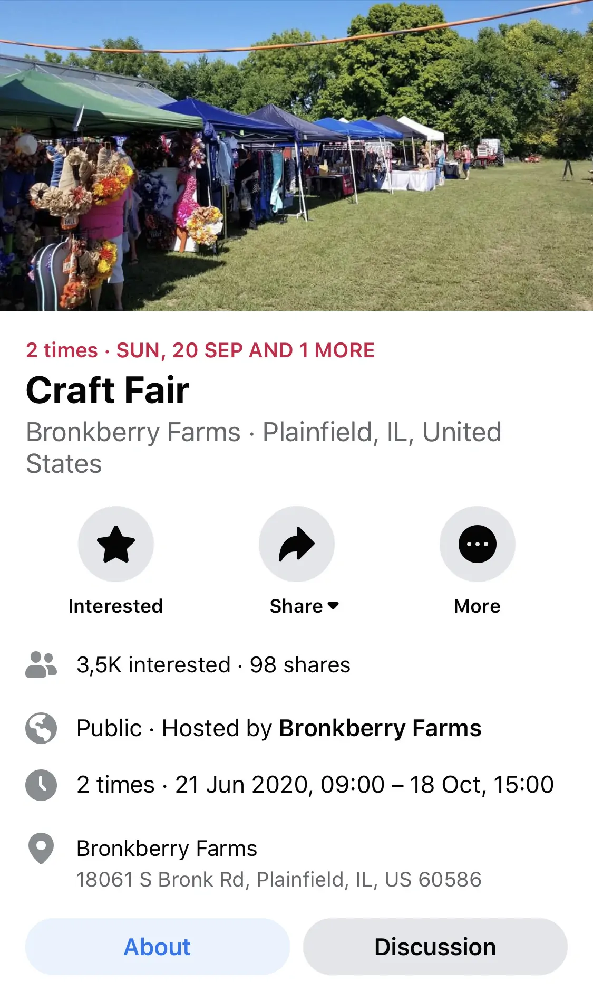 FALL
2 times · SUN, 20 SEP AND 1 MORE
Craft Fair
Bronkberry Farms · Plainfield, IL, United
States
Interested
Share
More
3,5K interested · 98 shares
Public · Hosted by Bronkberry Farms
2 times · 21 Jun 2020, 09:00 – 18 Oct, 15:00
Bronkberry Farms
18061 S Bronk Rd, Plainfield, IL, US 60586
About
Discussion